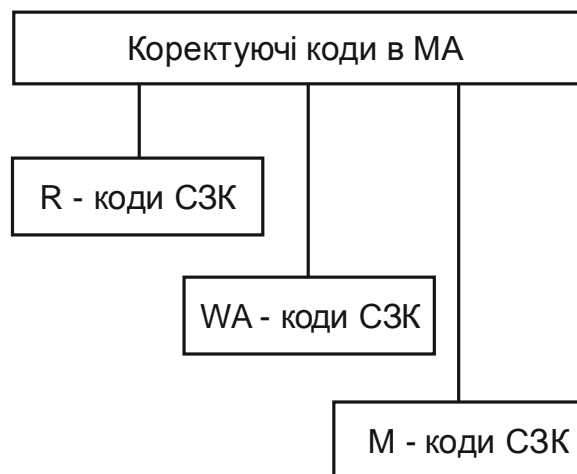 Коректуючі коди в МА
R - коди СЗК
WA - коди СЗК
М - коди СЗК